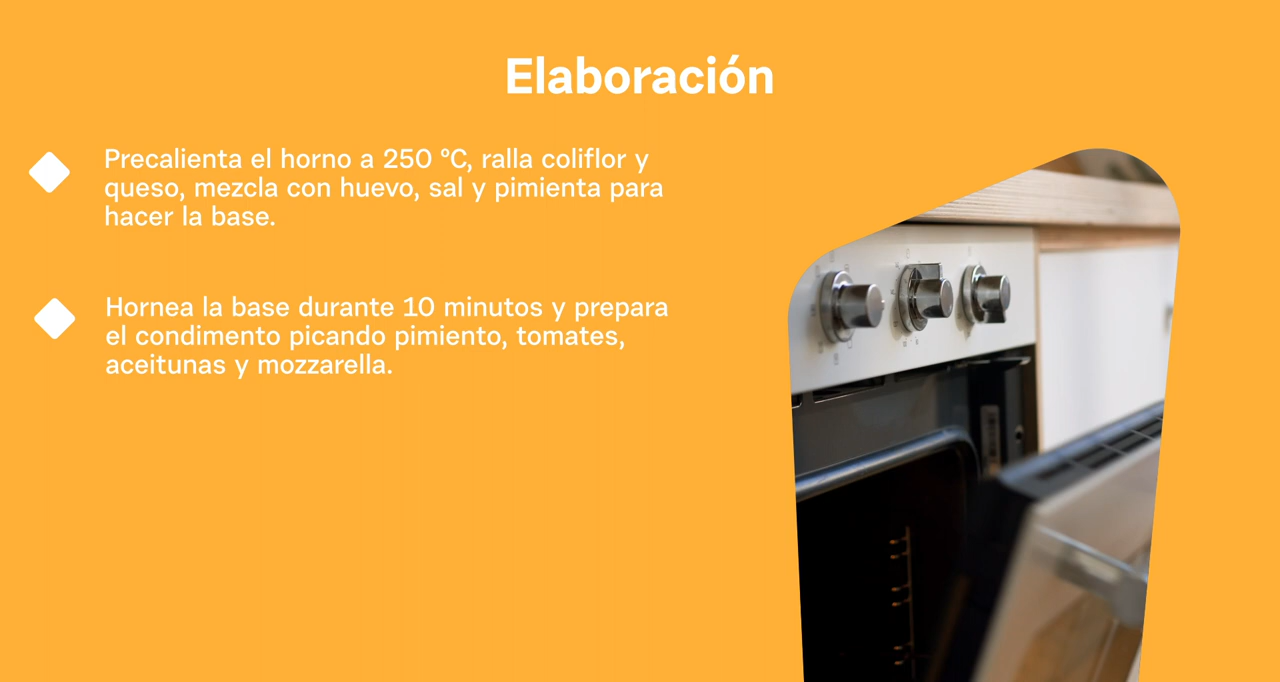 Elaboración
Precalienta el horno a 250 °C, ralla coliflor y
queso, mezcla con huevo, sal y pimienta para
hacer la base.
Hornea la base durante 10 minutos y prepara
el condimento picando pimiento, tomates,
aceitunas y mozzarella.